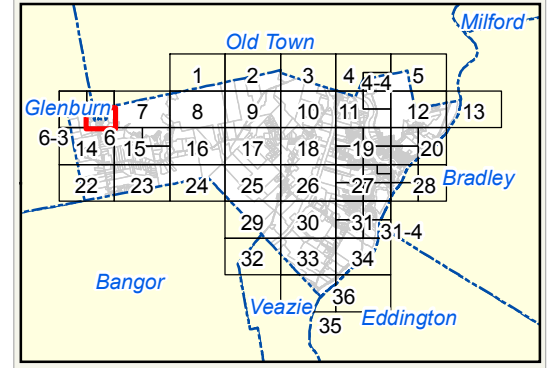 Milford
Old Town
1 2 3 4 4-4 5
Glenburn 7 8 9 10 11 12 13
6-3 6
14 15 16 17 18 19 20
22 23 24 25 26 27 28 Bradley
29 30 31 31-4
32 33 34
Bangor
Veazie 36 Eddington
35